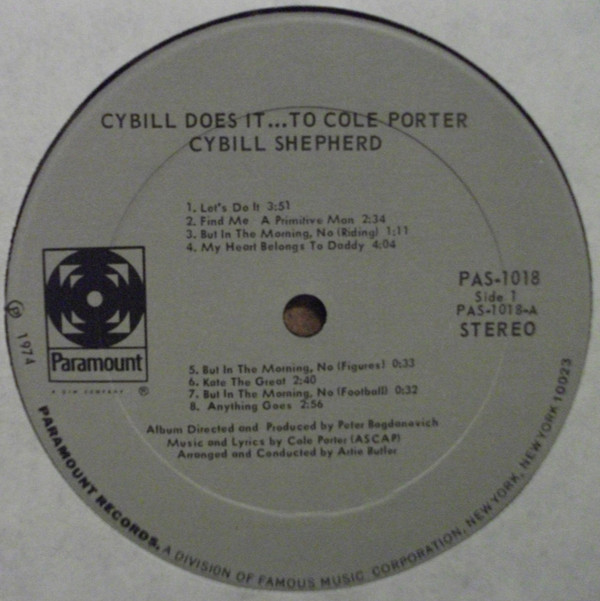 CYBILL DOES IT...TO COLE PORTER
CYBILL SHEPHERD
1. Let's Do It 3:51
2. Find Me A Primitive Man 2:34
3. But In The Morning, No (Riding) 1:11
4. My Heart Belongs To Daddy 4:04
PAS-1018
Side 1
PAS-1018-A
STEREO
Paramount
A G+W COMPANY ®
℗ 1974
5. But In The Morning, No (Figures) 0:33
6. Kate The Great 2:40
7. But In The Morning, No (Football) 0:32
8. Anything Goes 2:56
Album Directed and Produced by Peter Bogdanovich
Music and Lyrics by Cole Porter (ASCAP)
Arranged and Conducted by Artie Butler
PARAMOUNT RECORDS, A DIVISION OF FAMOUS MUSIC CORPORATION, NEW YORK, NEW YORK 10023